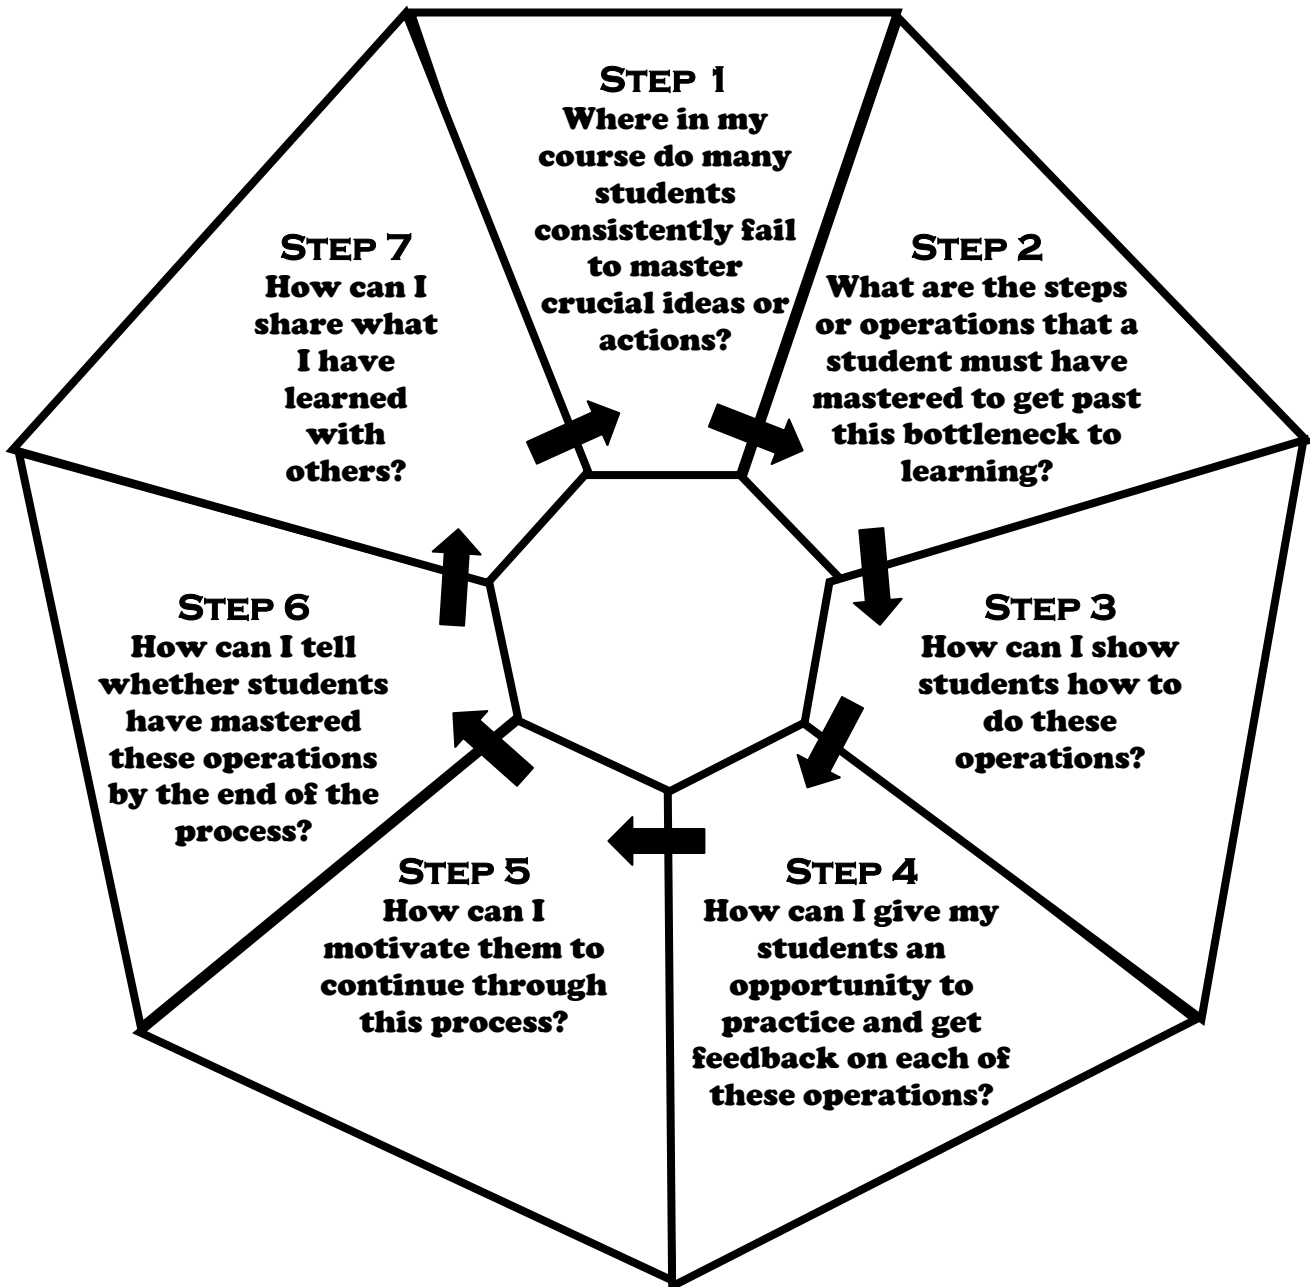 STEP 1
Where in my
course do many
students
consistently fail
to master
crucial ideas or
actions?
STEP 2
What are the steps
or operations that a
student must have
mastered to get past
this bottleneck to
learning?
STEP 3
How can I show
students how to
do these
operations?
STEP 4
How can I give my
students an
opportunity to
practice and get
feedback on each of
these operations?
STEP 5
How can I
motivate them to
continue through
this process?
STEP 6
How can I tell
whether students
have mastered
these operations
by the end of the
process?
STEP 7
How can I
share what
I have
learned
with
others?